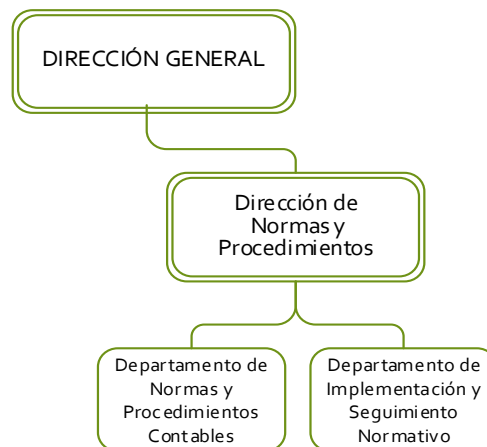 DIRECCIÓN GENERAL
Dirección de
Normas y
Procedimientos
Departamento de
Normas y
Procedimientos
Contables
Departamento de
Implementación y
Seguimiento
Normativo